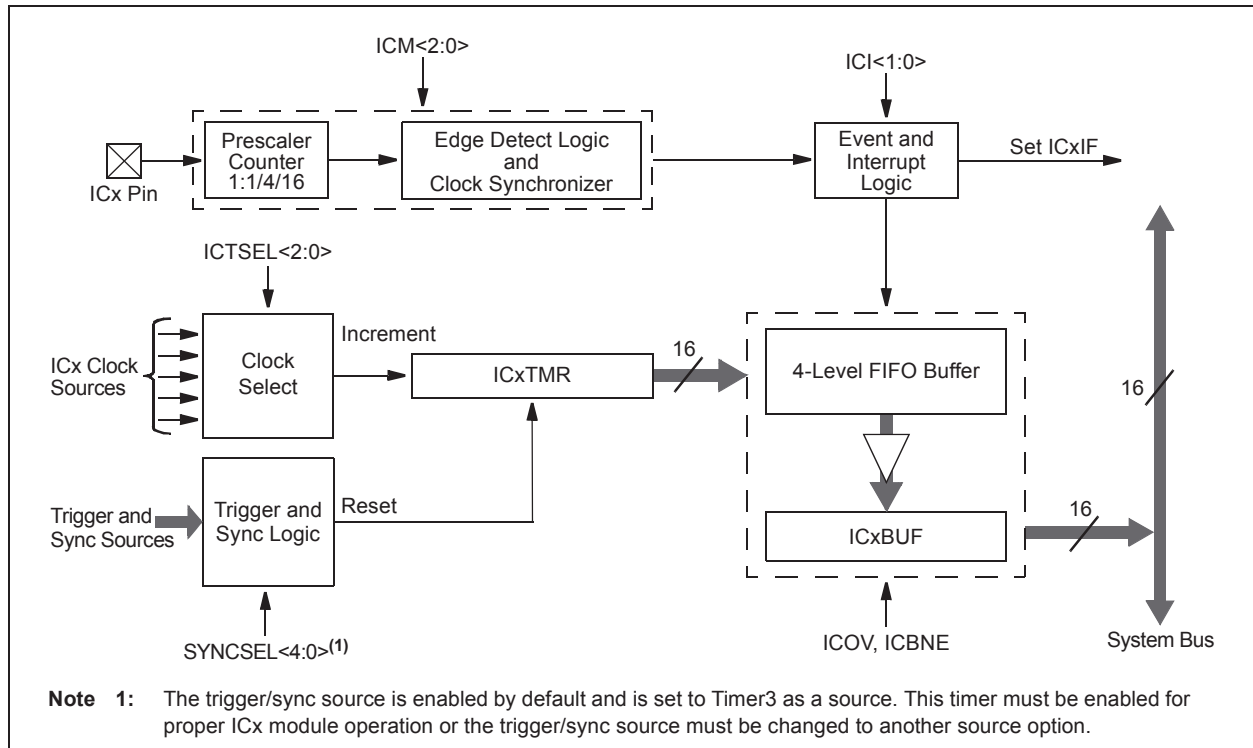 ICM<2:0>
ICI<1:0>
Prescaler
Counter
1:1/4/16
Edge Detect Logic
and
Clock Synchronizer
Event and
Interrupt
Logic
Set ICxIF
ICx Pin
ICTSEL<2:0>
ICx Clock
Sources
Clock
Select
Increment
ICxTMR
16
4-Level FIFO Buffer
16
Trigger and
Sync Sources
Trigger and
Sync Logic
Reset
ICxBUF
16
SYNCSEL<4:0>(1)
ICOV, ICBNE
System Bus
Note 1: The trigger/sync source is enabled by default and is set to Timer3 as a source. This timer must be enabled for
proper ICx module operation or the trigger/sync source must be changed to another source option.